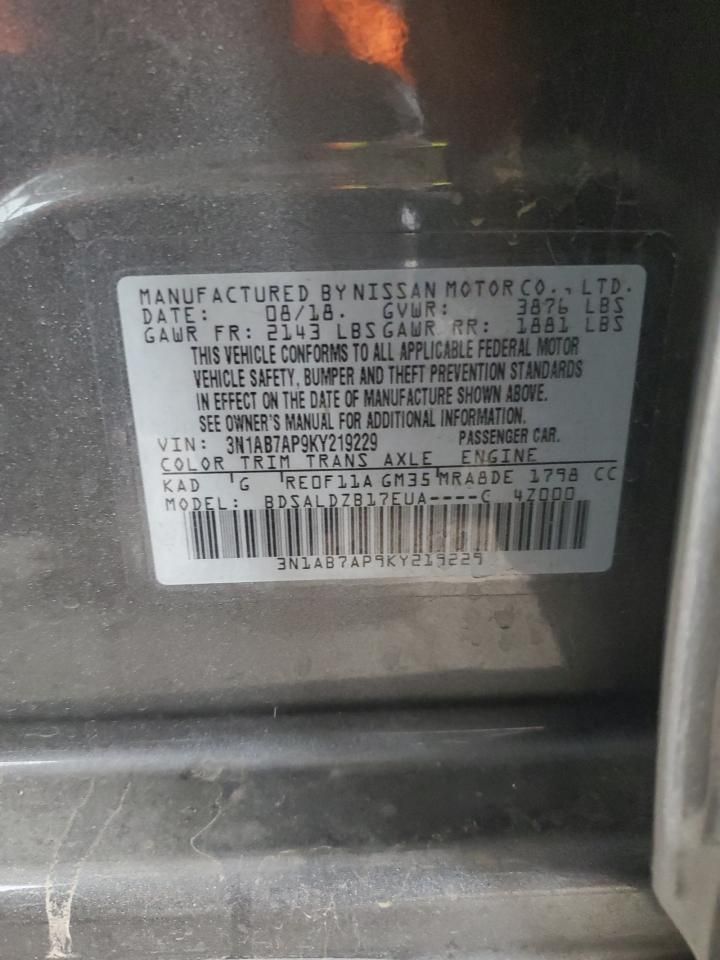 MANUFACTURED BY NISSAN MOTOR CO., LTD.
DATE: 08/18. GVWR: 3876 LBS
GAWR FR: 2143 LBS GAWR RR: 1881 LBS
THIS VEHICLE CONFORMS TO ALL APPLICABLE FEDERAL MOTOR
VEHICLE SAFETY, BUMPER AND THEFT PREVENTION STANDARDS
IN EFFECT ON THE DATE OF MANUFACTURE SHOWN ABOVE.
SEE OWNER'S MANUAL FOR ADDITIONAL INFORMATION.
VIN: 3N1AB7AP9KY219229 PASSENGER CAR.
COLOR TRIM TRANS AXLE ENGINE
KAD G RE0F11A GM35 MRA8DE 1798 CC
MODEL: BDSALDZB17EUA----C 4Z000
3N1AB7AP9KY219229